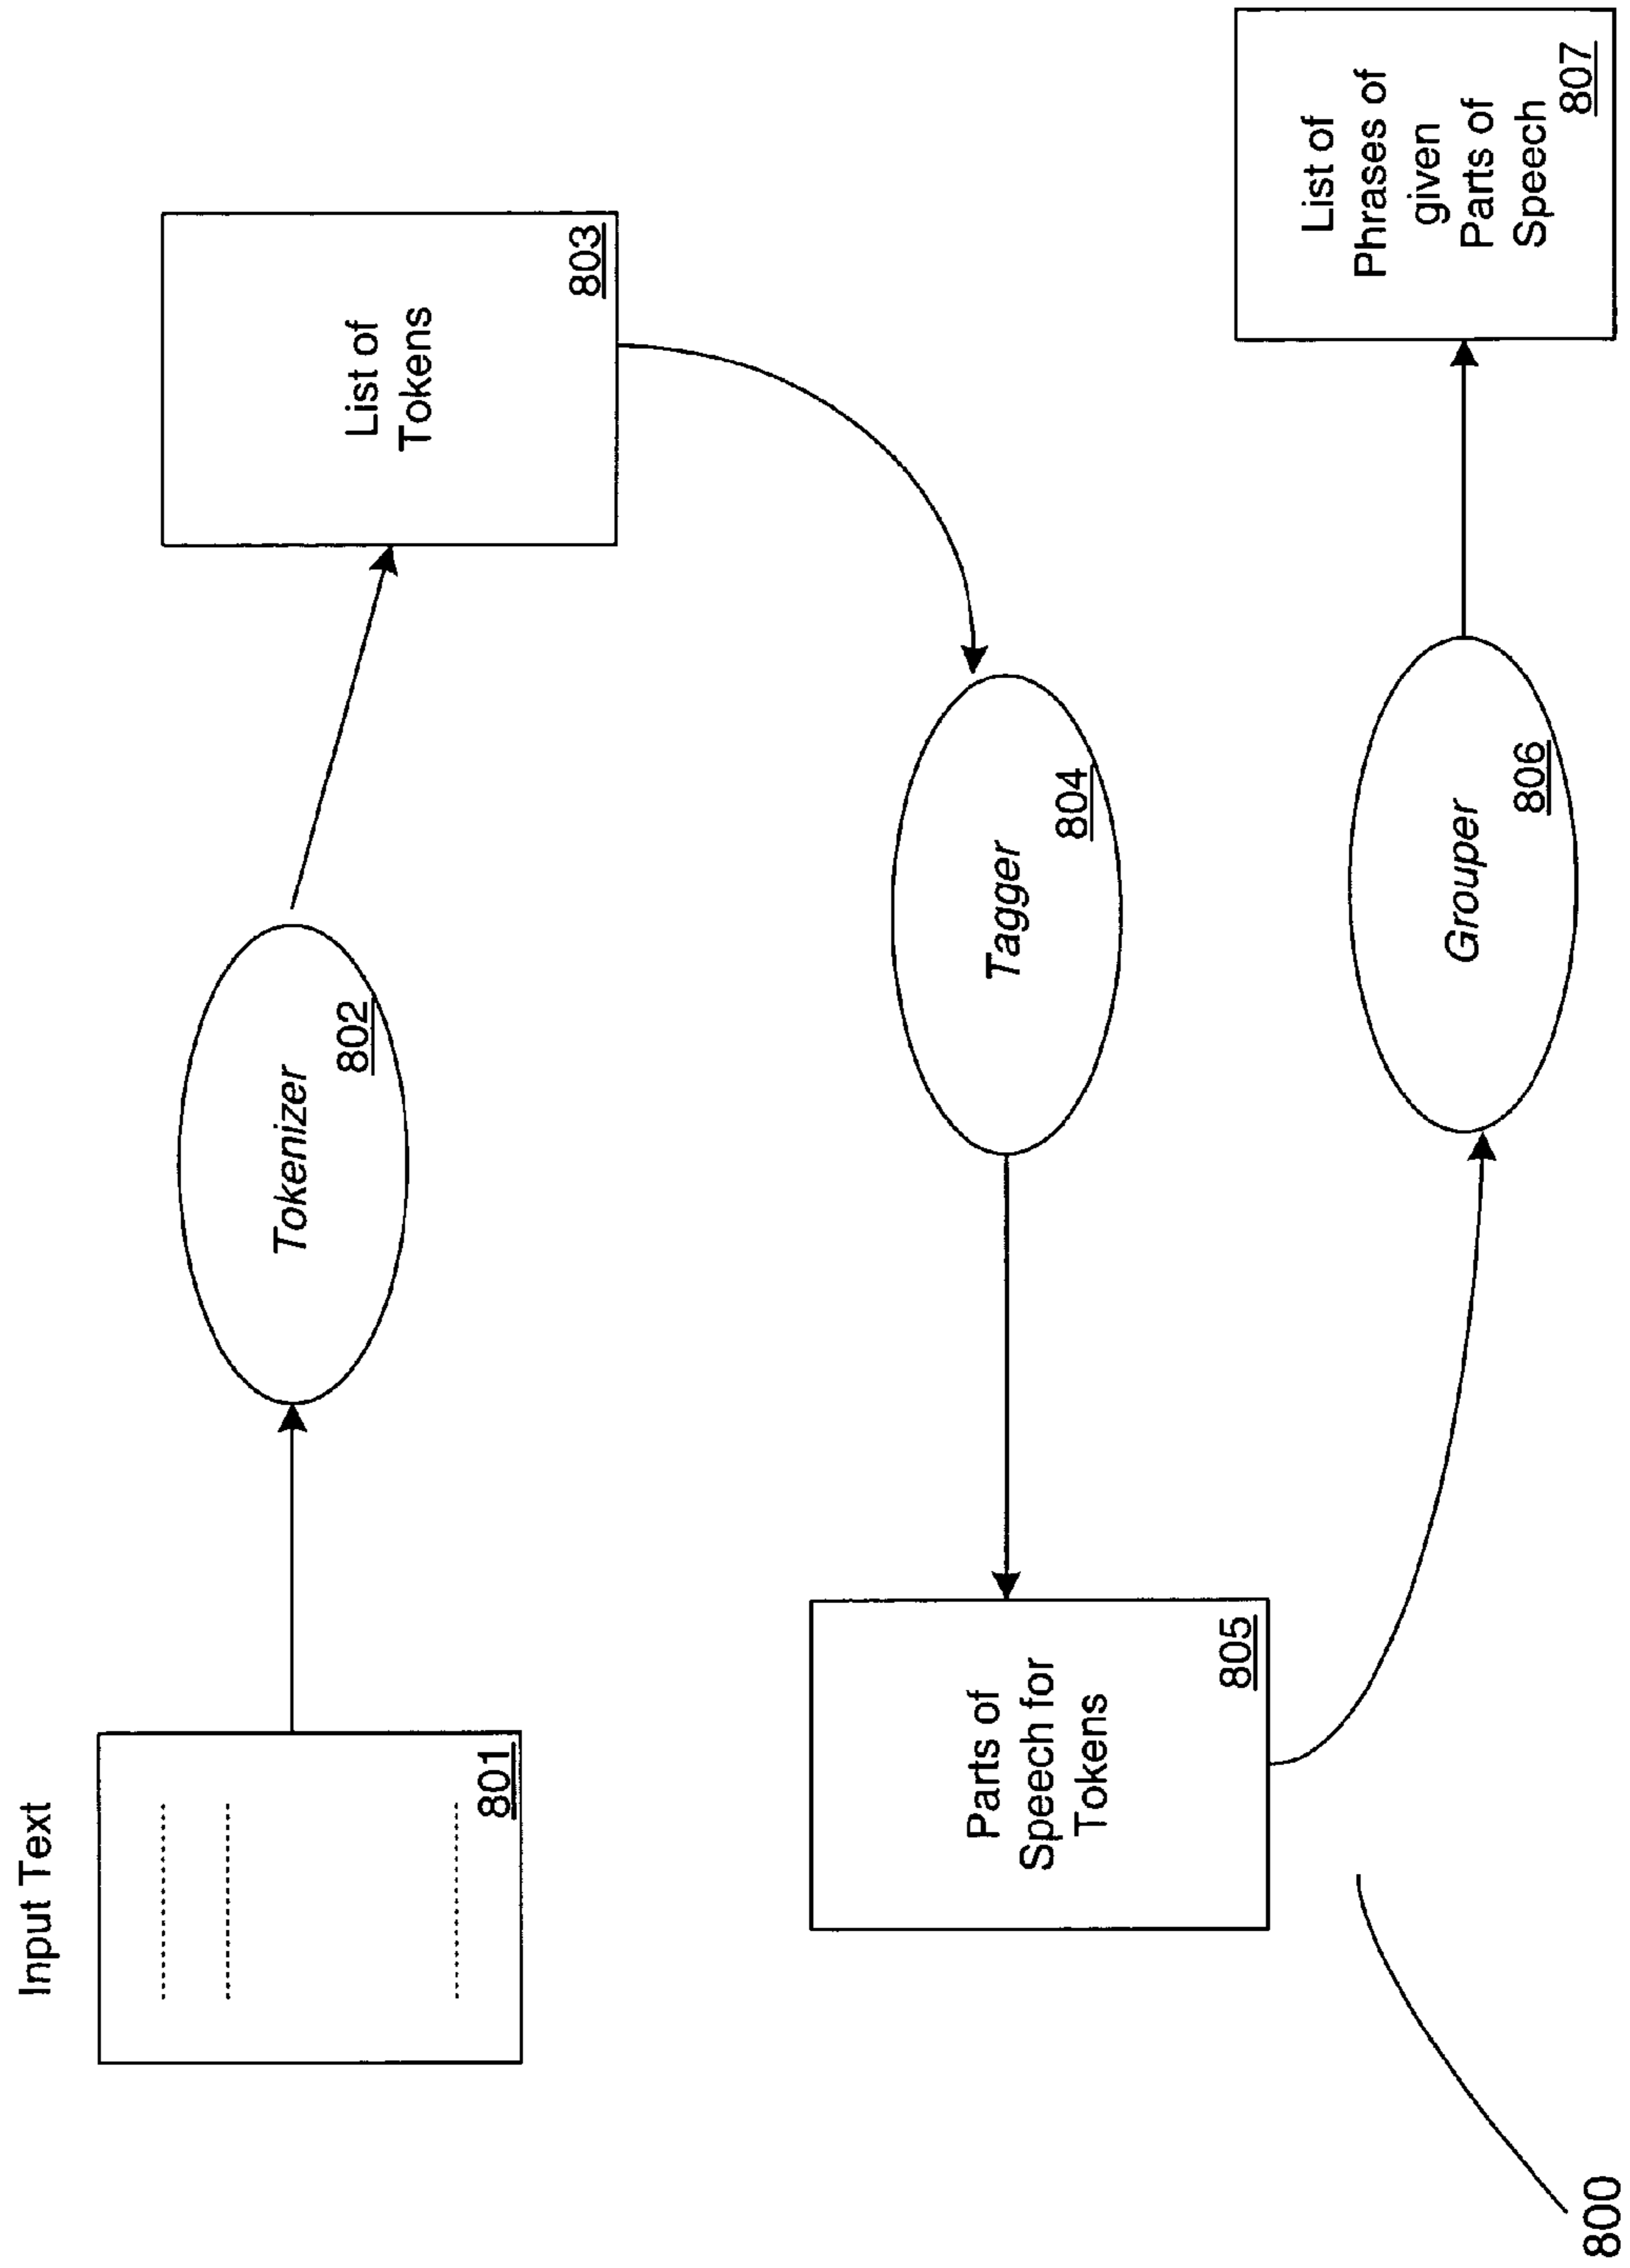 Input Text
801
Tokenizer
802
List of
Tokens
803
Tagger
804
Parts of
Speech for
Tokens
805
Grouper
806
List of
Phrases of
given
Parts of
Speech
807
800